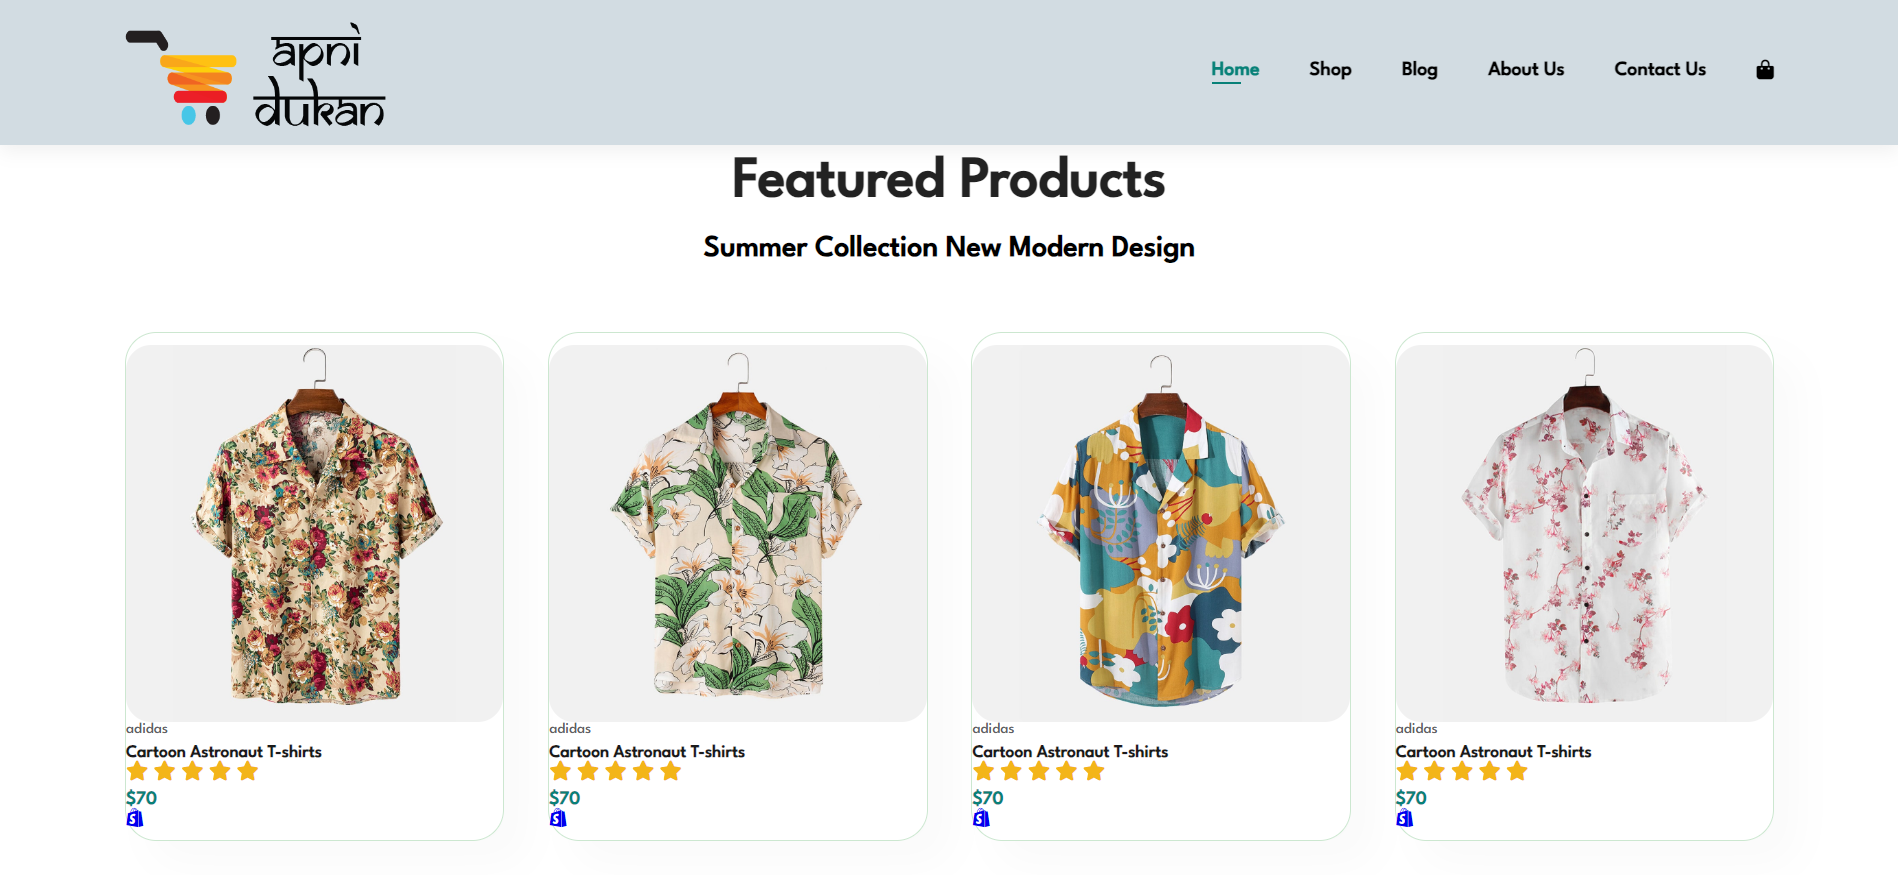 apni
dukan
Home Shop Blog About Us Contact Us
Featured Products
Summer Collection New Modern Design
adidas adidas adidas adidas
Cartoon Astronaut T-shirts Cartoon Astronaut T-shirts Cartoon Astronaut T-shirts Cartoon Astronaut T-shirts
$70 $70 $70 $70